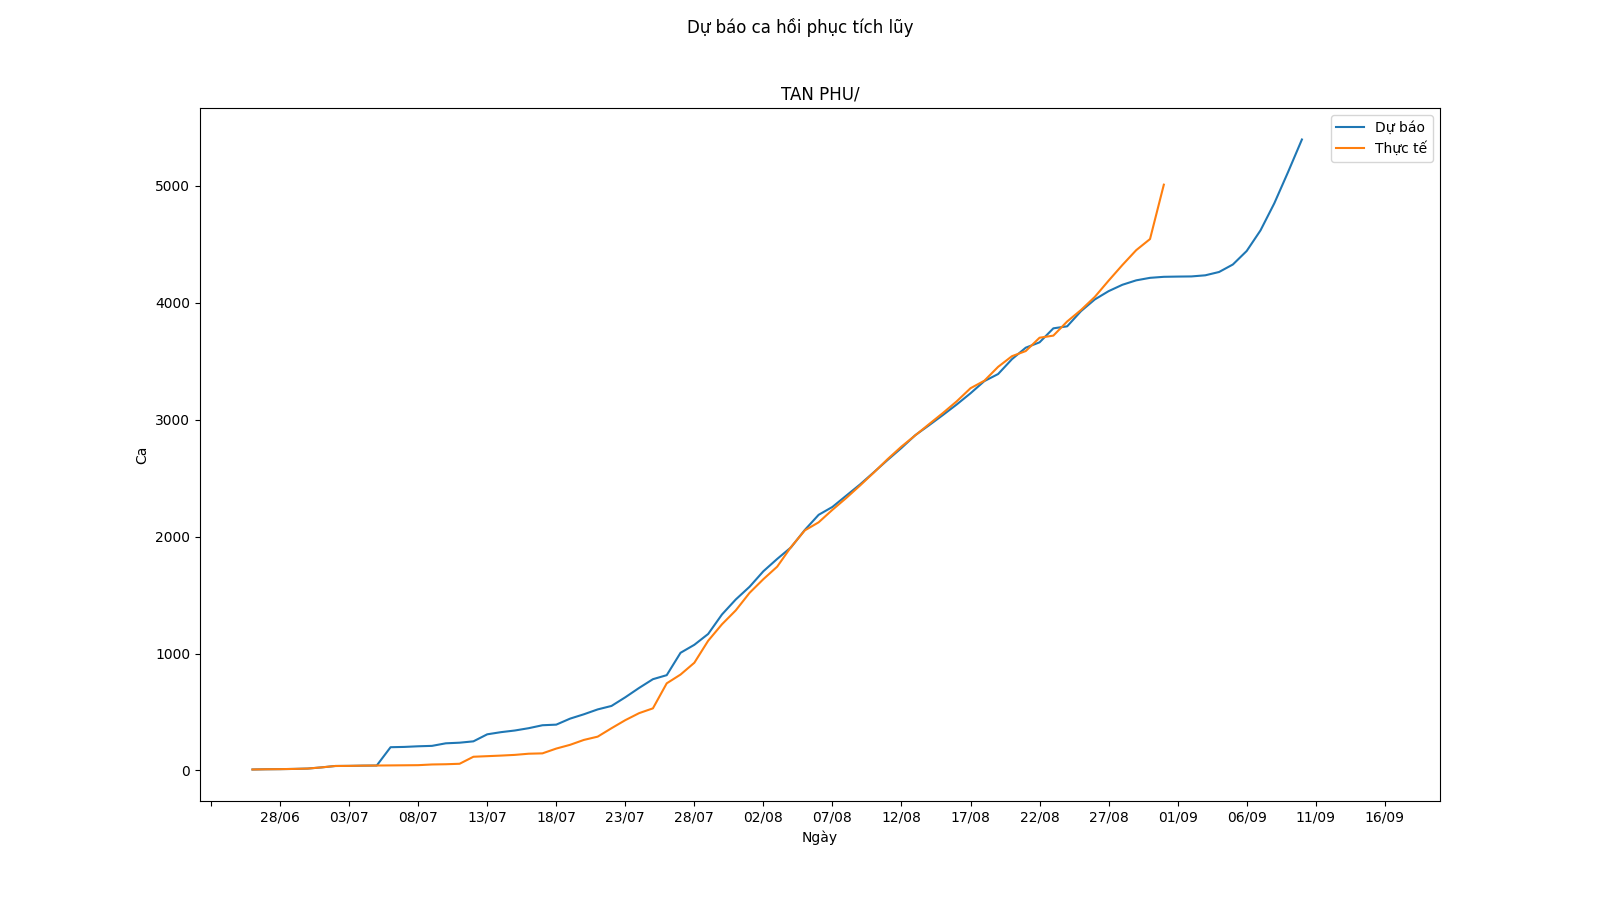 Dự báo ca hồi phục tích lũy
TAN PHU/
Dự báo
Thực tế
5000
4000
3000
2000
1000
0
Ca
28/06 03/07 08/07 13/07 18/07 23/07 28/07 02/08 07/08 12/08 17/08 22/08 27/08 01/09 06/09 11/09 16/09
Ngày